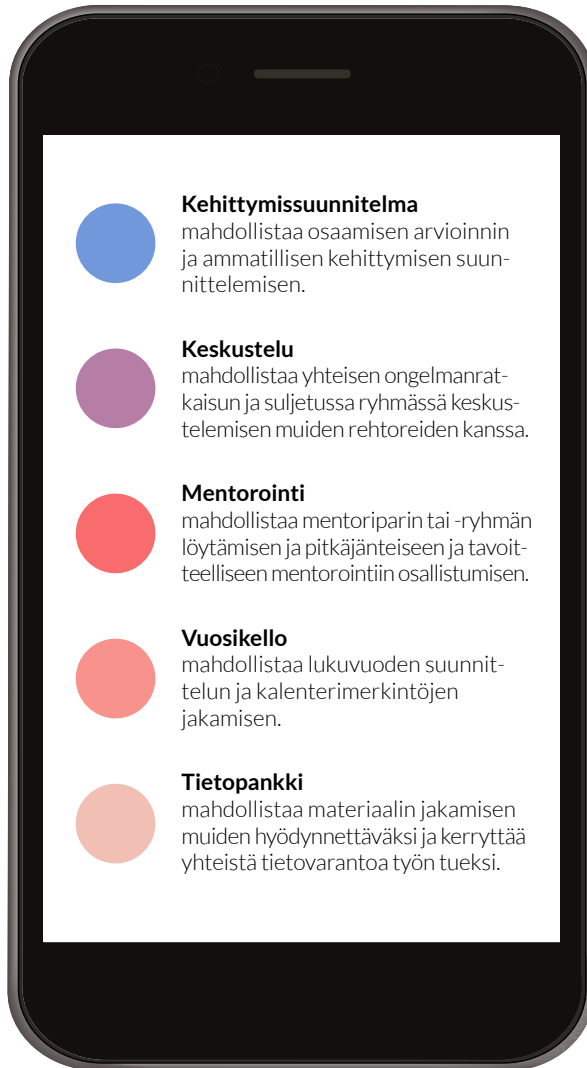 Kehittymissuunnitelma
mahdollistaa osaamisen arvioinnin
ja ammatillisen kehittymisen suun-
nittelemisen.
Keskustelu
mahdollistaa yhteisen ongelmanrat-
kaisun ja suljetussa ryhmässä keskus-
telemisen muiden rehtoreiden kanssa.
Mentorointi
mahdollistaa mentoriparin tai -ryhmän
löytämisen ja pitkäjänteiseen ja tavoit-
teelliseen mentorointiin osallistumisen.
Vuosikello
mahdollistaa lukuvuoden suunnit-
telun ja kalenterimerkintöjen
jakamisen.
Tietopankki
mahdollistaa materiaalin jakamisen
muiden hyödynnettäväksi ja kerryttää
yhteistä tietovarantoa työn tueksi.